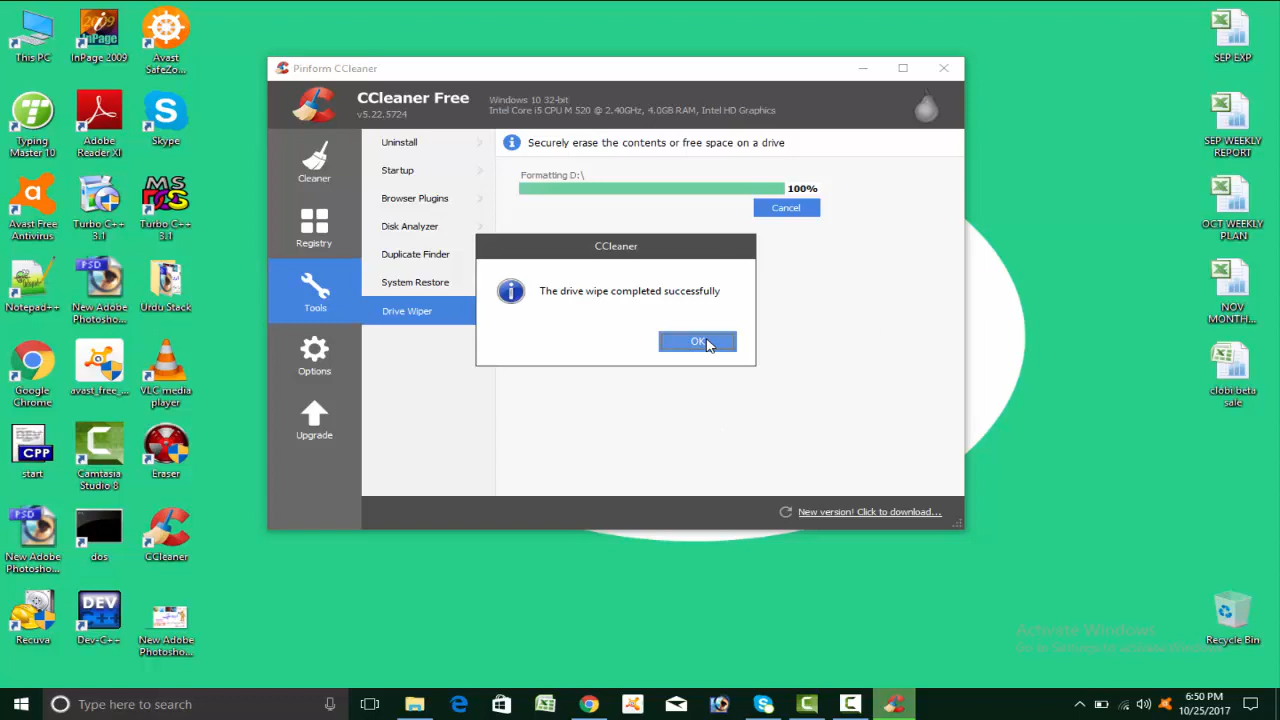 This PC
InPage 2009
Avast
SafeZo...
Typing
Master 10
Adobe
Reader XI
Skype
Avast Free
Antivirus
Turbo C++
3.1
Turbo C++
3.1
Notepad++
New Adobe
Photosho...
Urdu Stack
Google
Chrome
avast_free_...
VLC media
player
start
Camtasia
Studio 8
Eraser
New Adobe
Photosho...
dos
CCleaner
Recuva
Dev-C++
New Adobe
Photosho...
Piriform CCleaner
CCleaner Free
v5.22.5724
Windows 10 32-bit
Intel Core i5 CPU M 520 @ 2.40GHz, 4.0GB RAM, Intel HD Graphics
Cleaner
Registry
Tools
Options
Upgrade
Uninstall
Startup
Browser Plugins
Disk Analyzer
Duplicate Finder
System Restore
Drive Wiper
Securely erase the contents or free space on a drive
Formatting D:\
100%
Cancel
CCleaner
The drive wipe completed successfully
OK
New version! Click to download...
SEP EXP
SEP WEEKLY
REPORT
OCT WEEKLY
PLAN
NOV
MONTH...
clobi beta
sale
Activate Windows
Go to Settings to activate Windows.
Recycle Bin
Type here to search
6:50 PM
10/25/2017